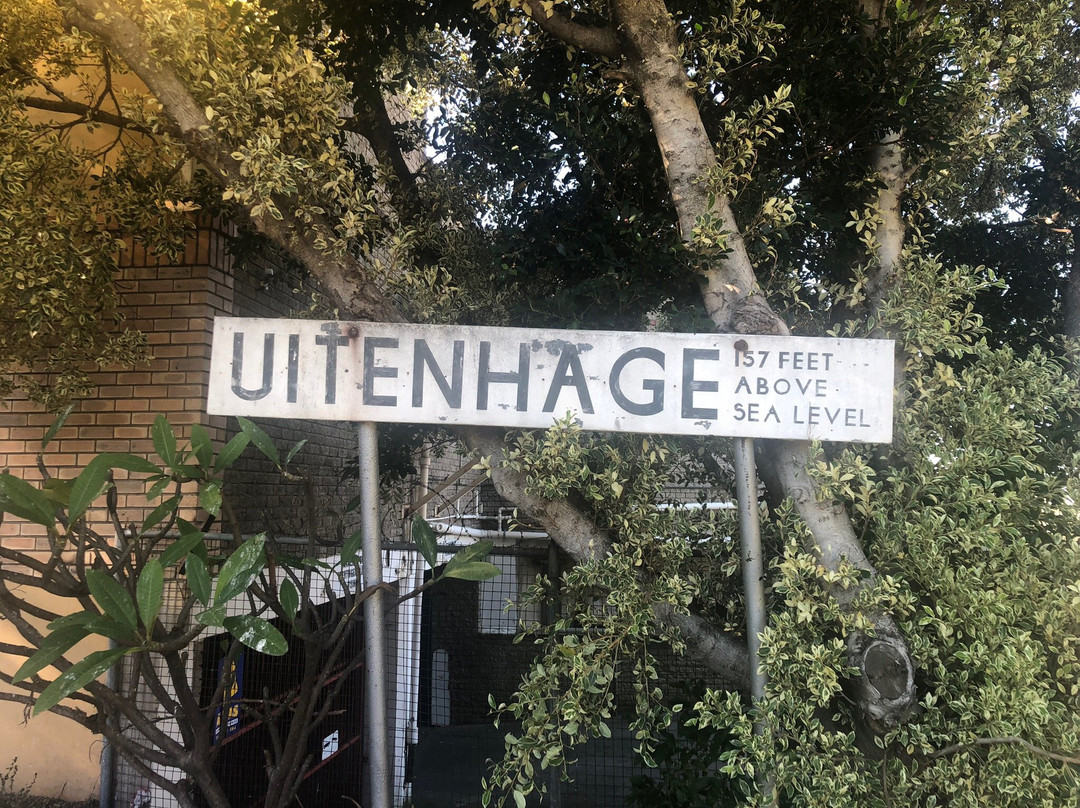 UITENHAGE
157 FEET
ABOVE
SEA LEVEL